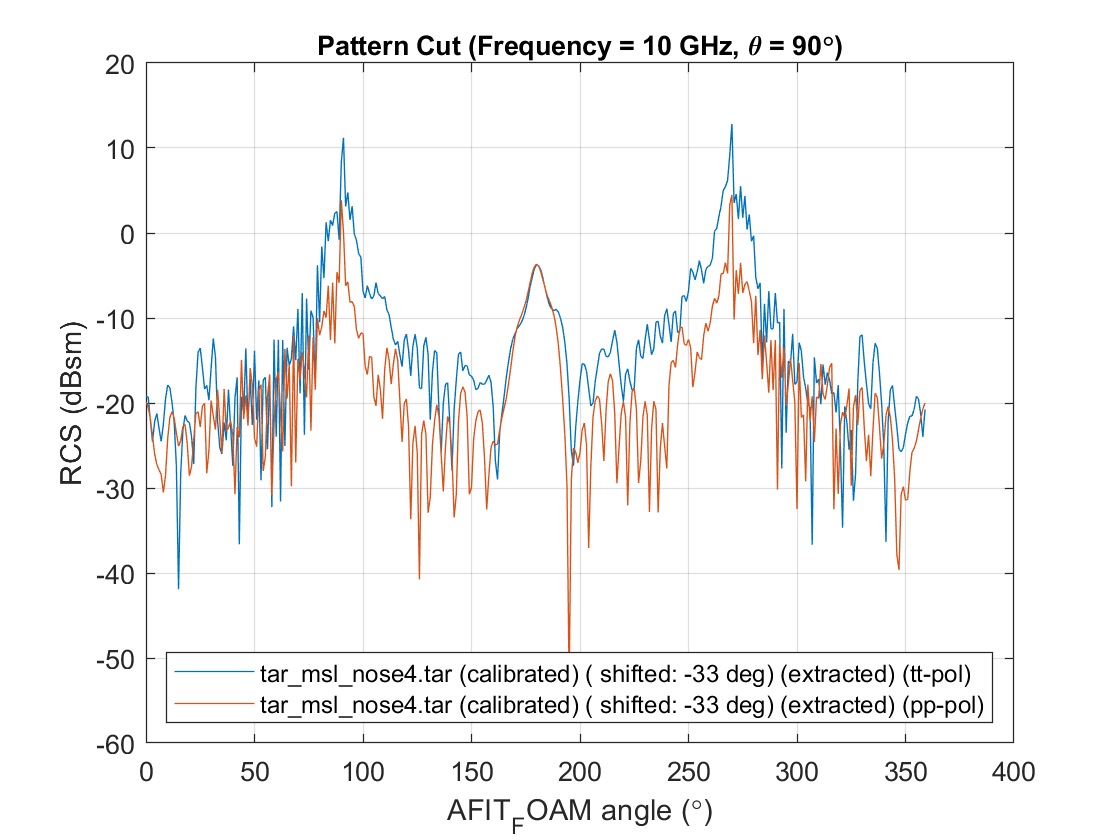 Pattern Cut (Frequency = 10 GHz, θ = 90°)
20
10
0
-10
-20
-30
-40
-50
-60
RCS (dBsm)
tar_msl_nose4.tar (calibrated) ( shifted: -33 deg) (extracted) (tt-pol)
tar_msl_nose4.tar (calibrated) ( shifted: -33 deg) (extracted) (pp-pol)
0 50 100 150 200 250 300 350 400
AFIT_FOAM angle (°)